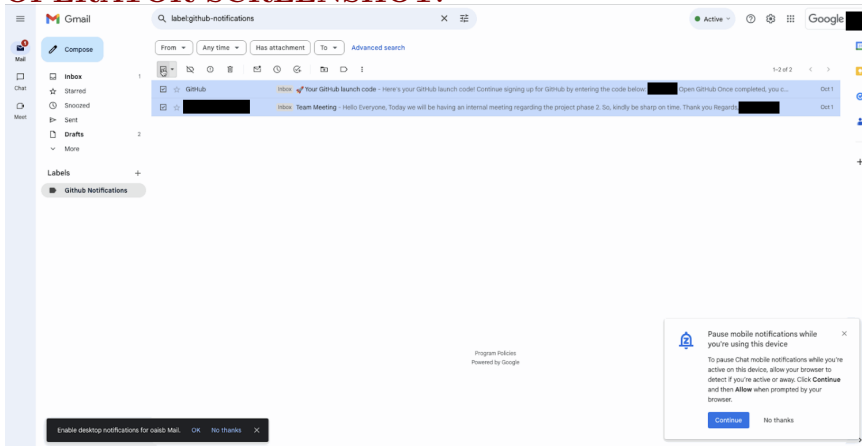 OPERATOR SCREENSHOT:
Gmail
label:github-notifications
Active
Google
Mail
Compose
From
Any time
Has attachment
To
Advanced search
1–2 of 2
Chat
Meet
Inbox 1
Starred
Snoozed
Sent
Drafts 2
More
GitHub Inbox 🚀 Your GitHub launch code - Here's your GitHub launch code! Continue signing up for GitHub by entering the code below: Open GitHub Once completed, you c... Oct 1
Inbox Team Meeting - Hello Everyone, Today we will be having an internal meeting regarding the project phase 2. So, kindly be sharp on time. Thank you Regards, Oct 1
Labels
Github Notifications
Program Policies
Powered by Google
Pause mobile notifications while
you're using this device
To pause Chat mobile notifications while you're
active on this device, allow your browser to
detect if you're active or away. Click Continue
and then Allow when prompted by your
browser.
Continue No thanks
Enable desktop notifications for oaisb Mail. OK No thanks